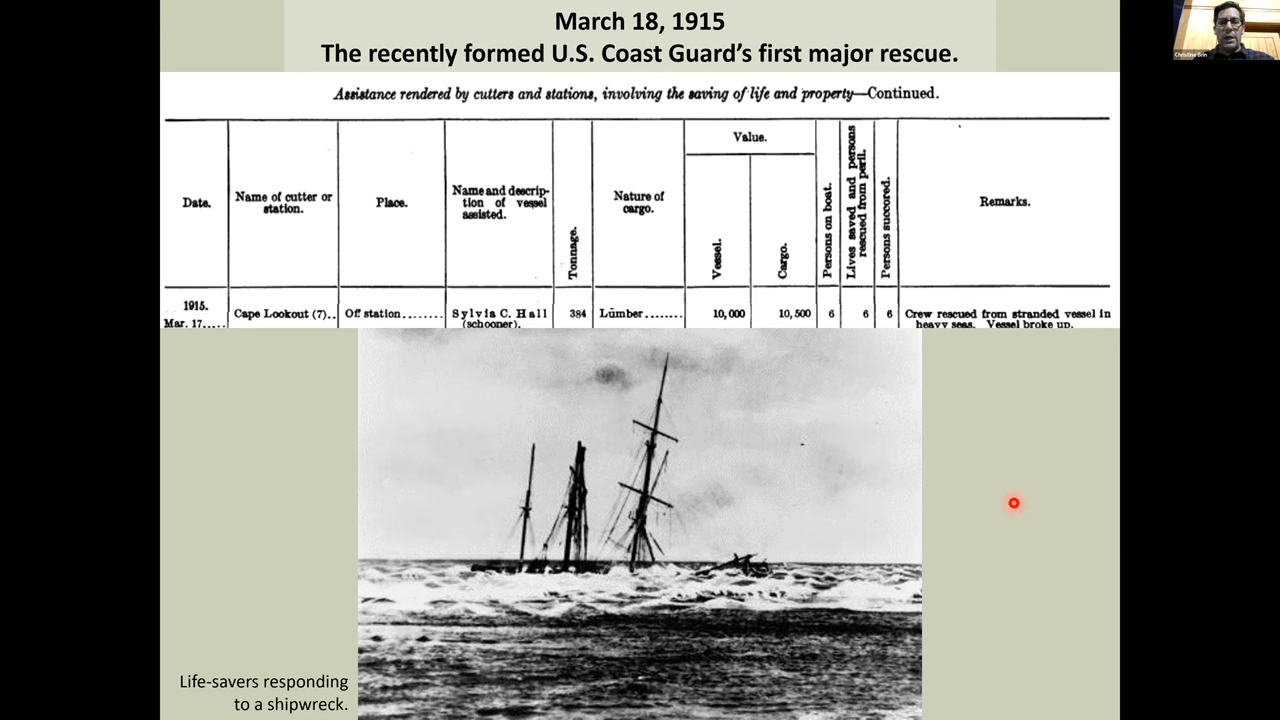 March 18, 1915
The recently formed U.S. Coast Guard’s first major rescue.
Christine Brin
Assistance rendered by cutters and stations, involving the saving of life and property—Continued.
Date.
Name of cutter or
station.
Place.
Name and descrip-
tion of vessel
assisted.
Tonnage.
Nature of
cargo.
Value.
Vessel.
Cargo.
Persons on boat.
Lives saved and persons
rescued from peril.
Persons succored.
Remarks.
1915.
Mar. 17.....
Cape Lookout (7)..
Off station........
Sylvia C. Hall
(schooner).
384
Lumber........
10,000
10,500
6
6
6
Crew rescued from stranded vessel in
heavy seas. Vessel broke up.
Life-savers responding
to a shipwreck.